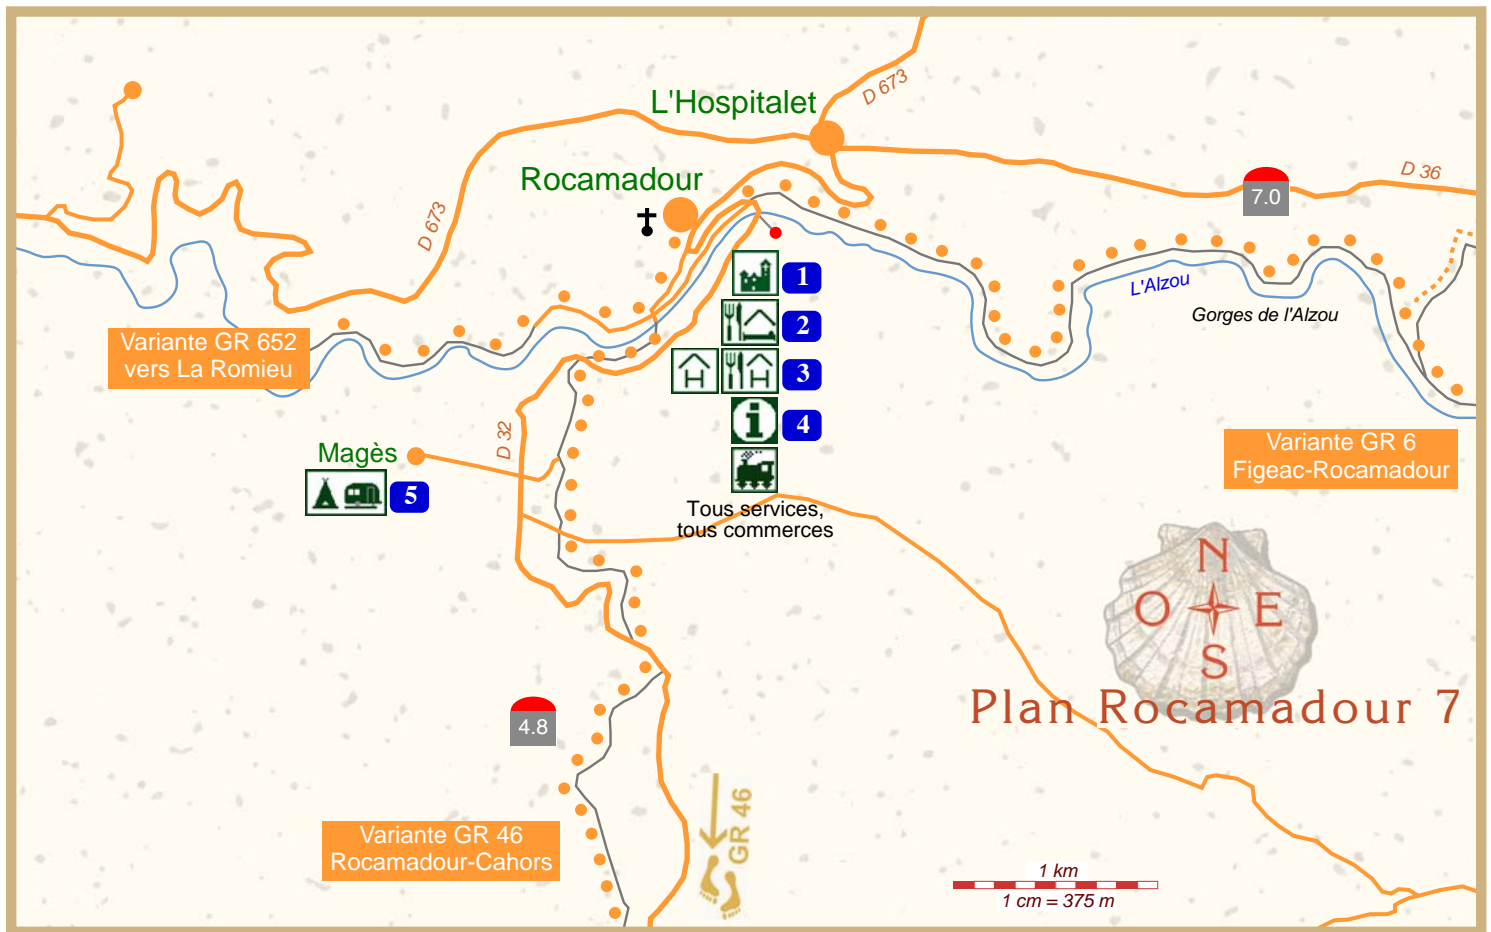 D 673
L'Hospitalet
Rocamadour
D 36
7.0
D 673
1
L'Alzou
Gorges de l'Alzou
2
Variante GR 652
vers La Romieu
3
4
D 32
Magès
5
Variante GR 6
Figeac-Rocamadour
Tous services,
tous commerces
N
O E
S
Plan Rocamadour 7
4.8
GR 46
Variante GR 46
Rocamadour-Cahors
1 km
1 cm = 375 m